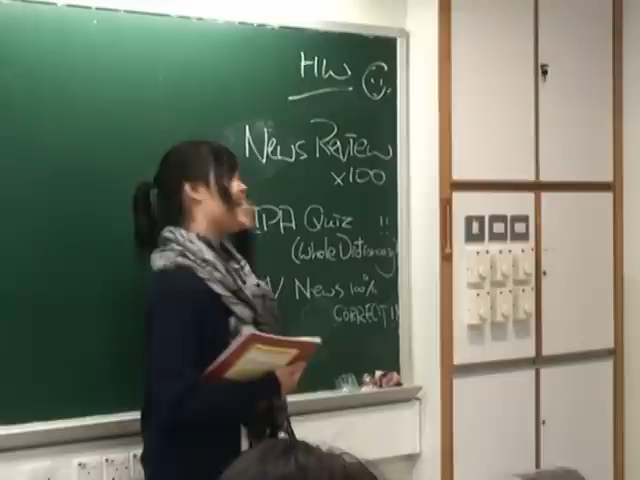 HW
News Review
x100
IPA Quiz !!
(Whole Dictionary)
News 100%
CORRECT!!